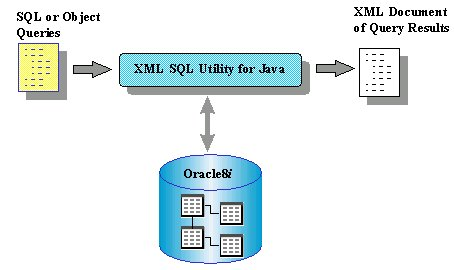 SQL or Object
Queries
XML Document
of Query Results
XML SQL Utility for Java
Oracle8i